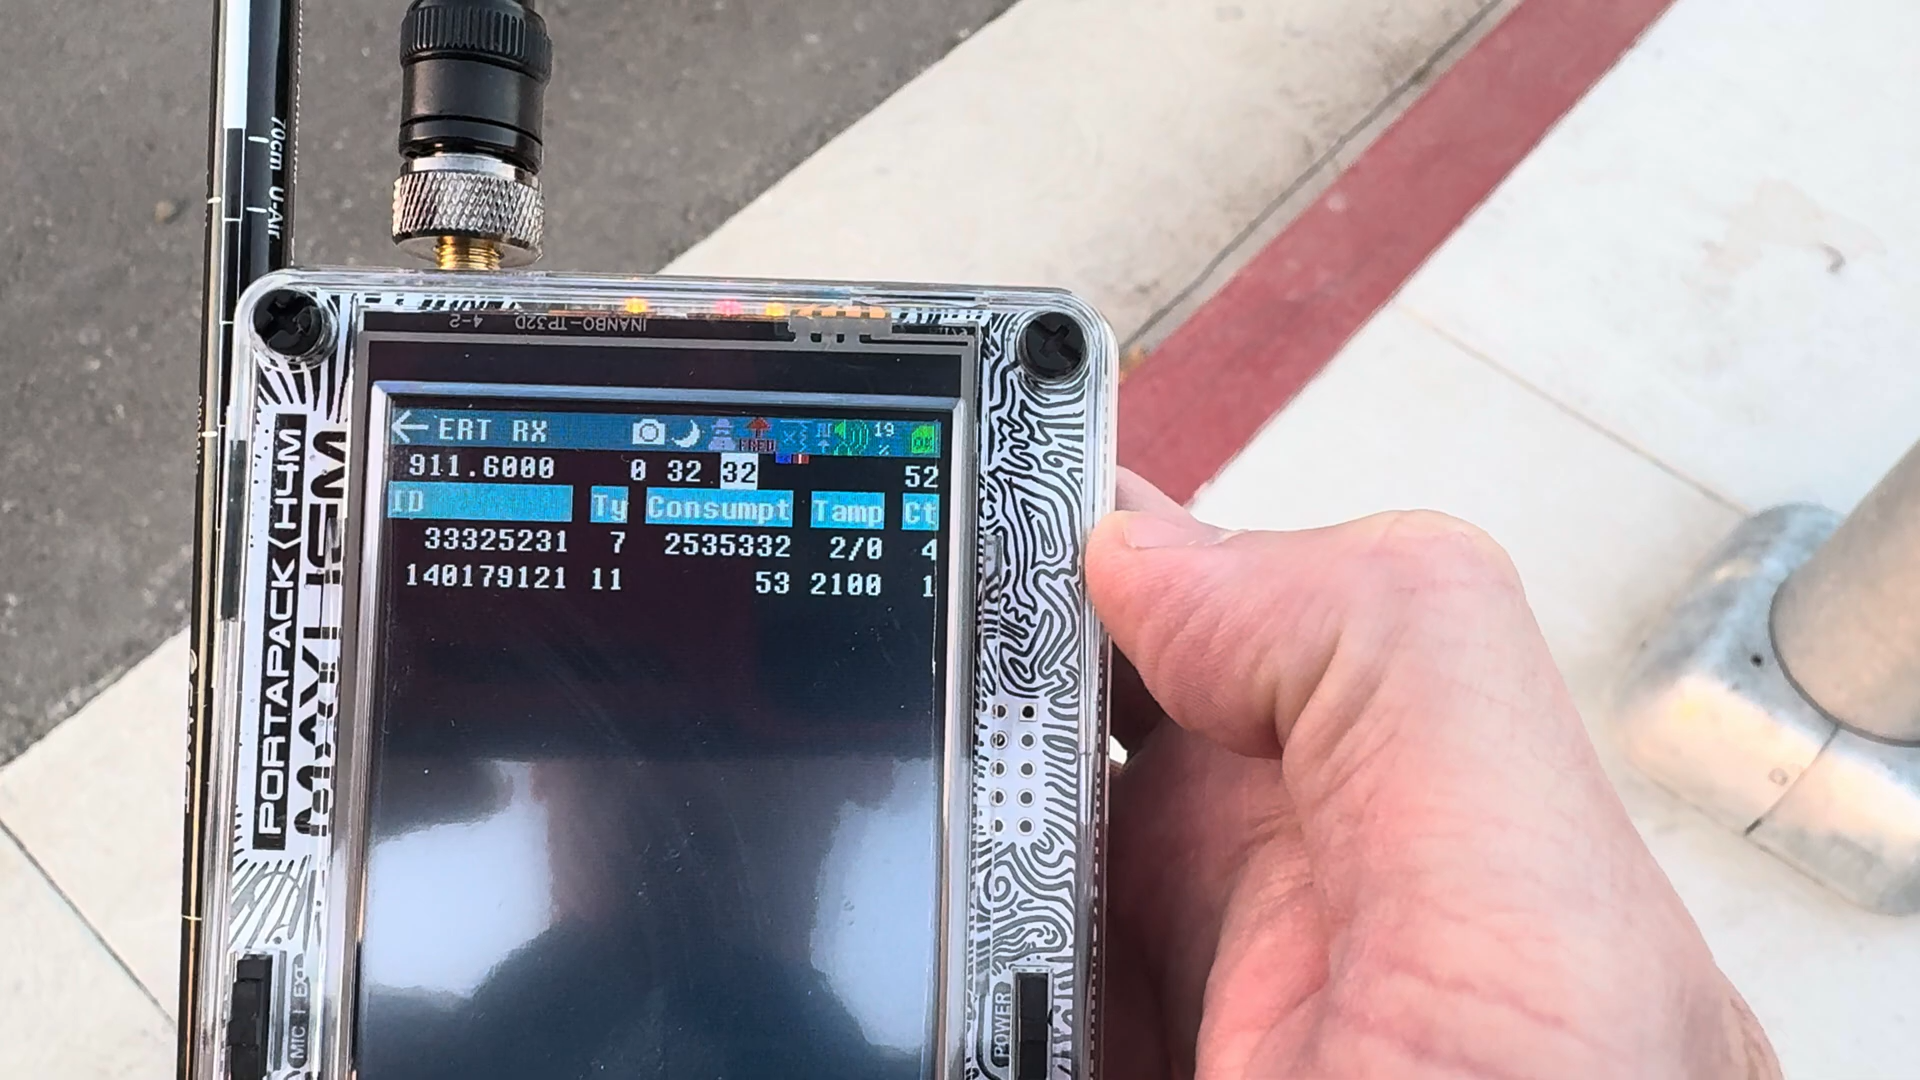 70cm U-Air
4-2 INANBO-TP32D
ERT RX 19 %
911.6000 0 32 32 52
ID Ty Consumpt Tamp Ct
33325231 7 2535332 2/0 4
140179121 11 53 2100 1
PORTAPACK (H4M
MAYHEM
MIC | EXT
POWER